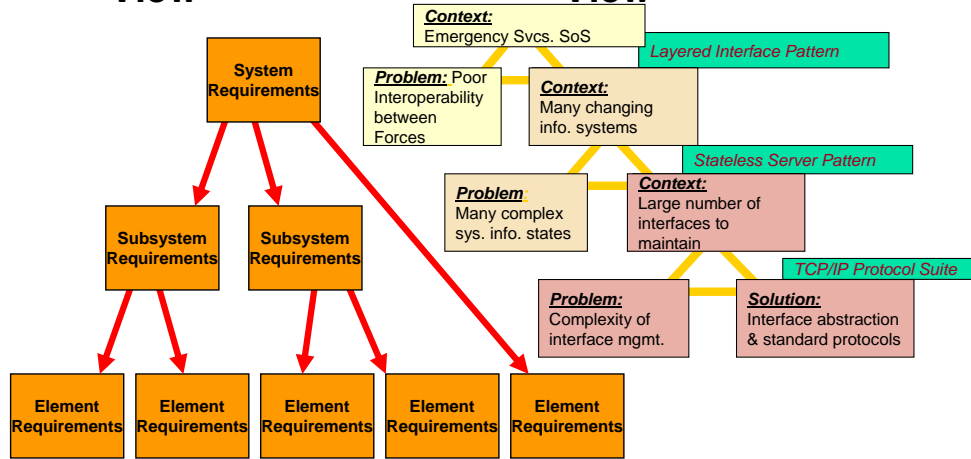 System
Requirements
Subsystem
Requirements
Subsystem
Requirements
Element
Requirements
Element
Requirements
Element
Requirements
Element
Requirements
Element
Requirements
Context:
Emergency Svcs. SoS
Layered Interface Pattern
Problem: Poor
Interoperability
between
Forces
Context:
Many changing
info. systems
Stateless Server Pattern
Problem:
Many complex
sys. info. states
Context:
Large number of
interfaces to
maintain
TCP/IP Protocol Suite
Problem:
Complexity of
interface mgmt.
Solution:
Interface abstraction
& standard protocols